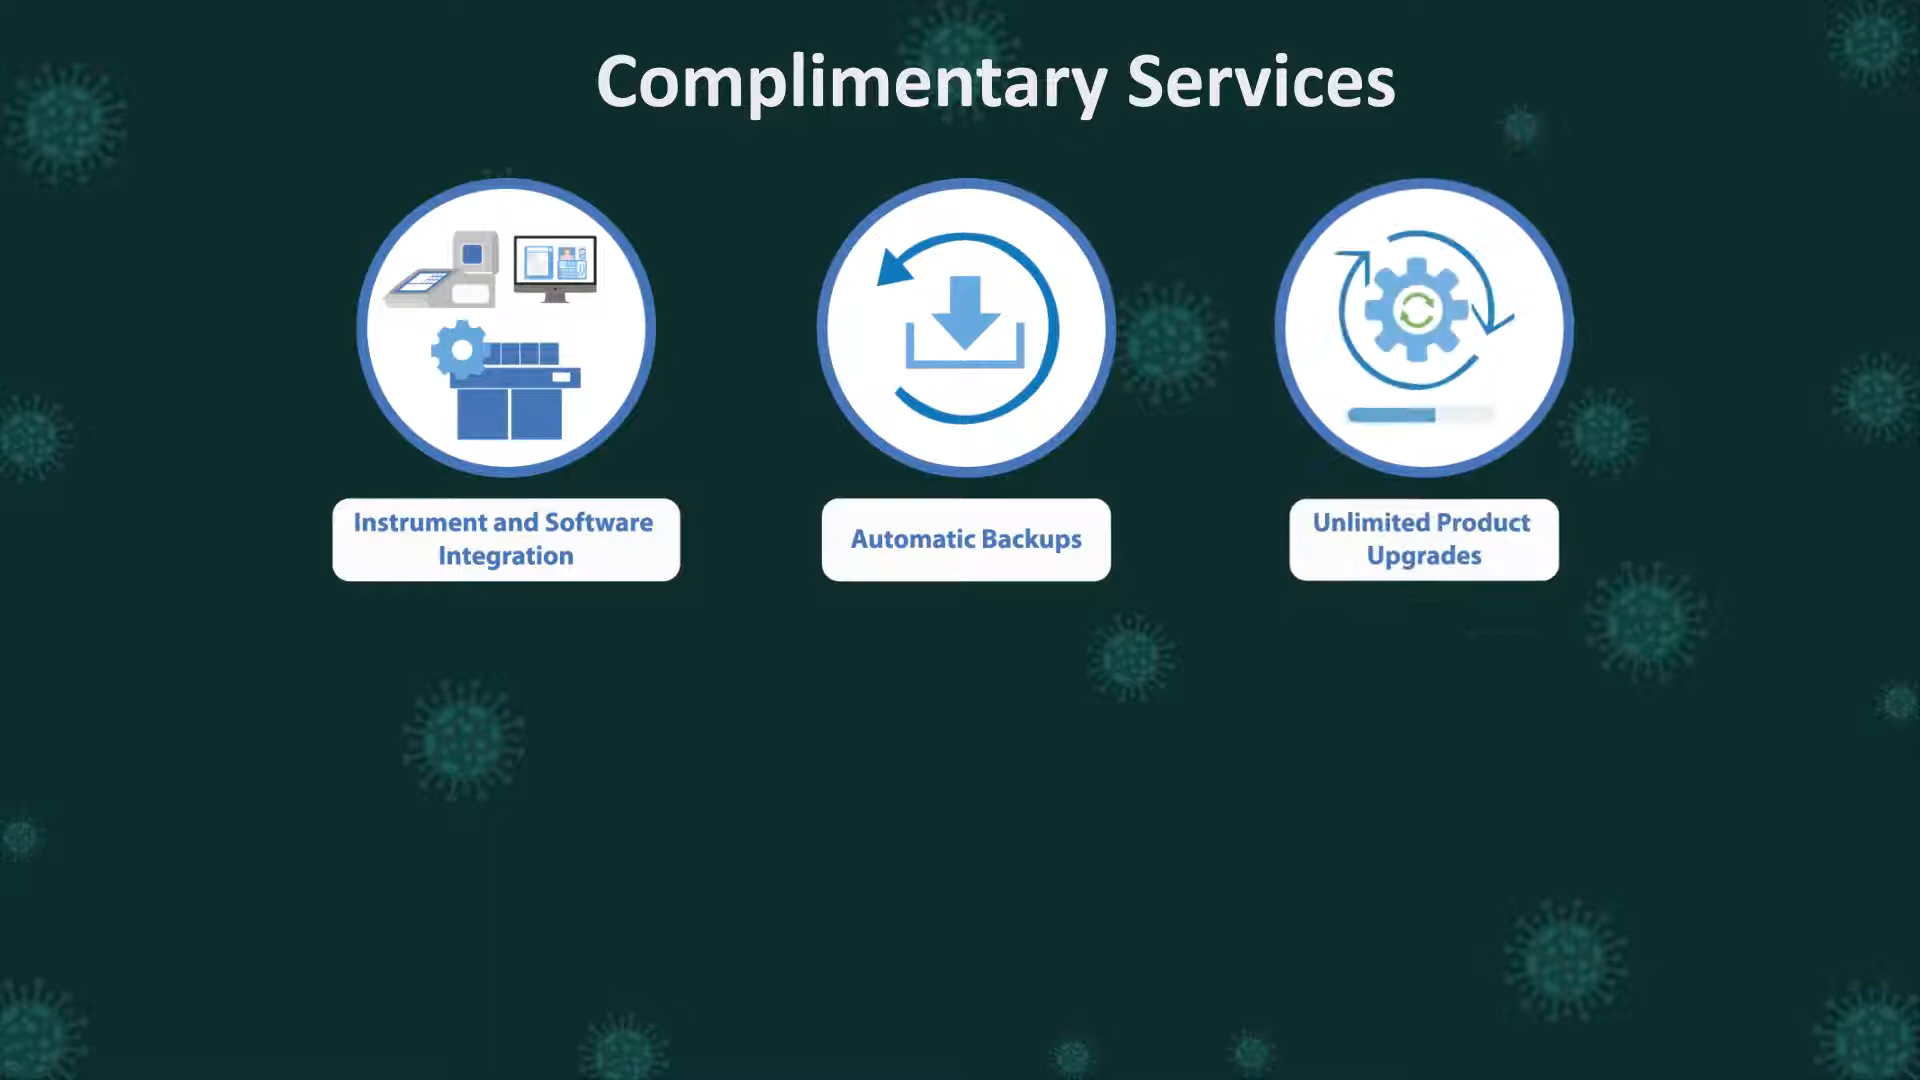 Complimentary Services
Instrument and Software
Integration
Automatic Backups
Unlimited Product
Upgrades